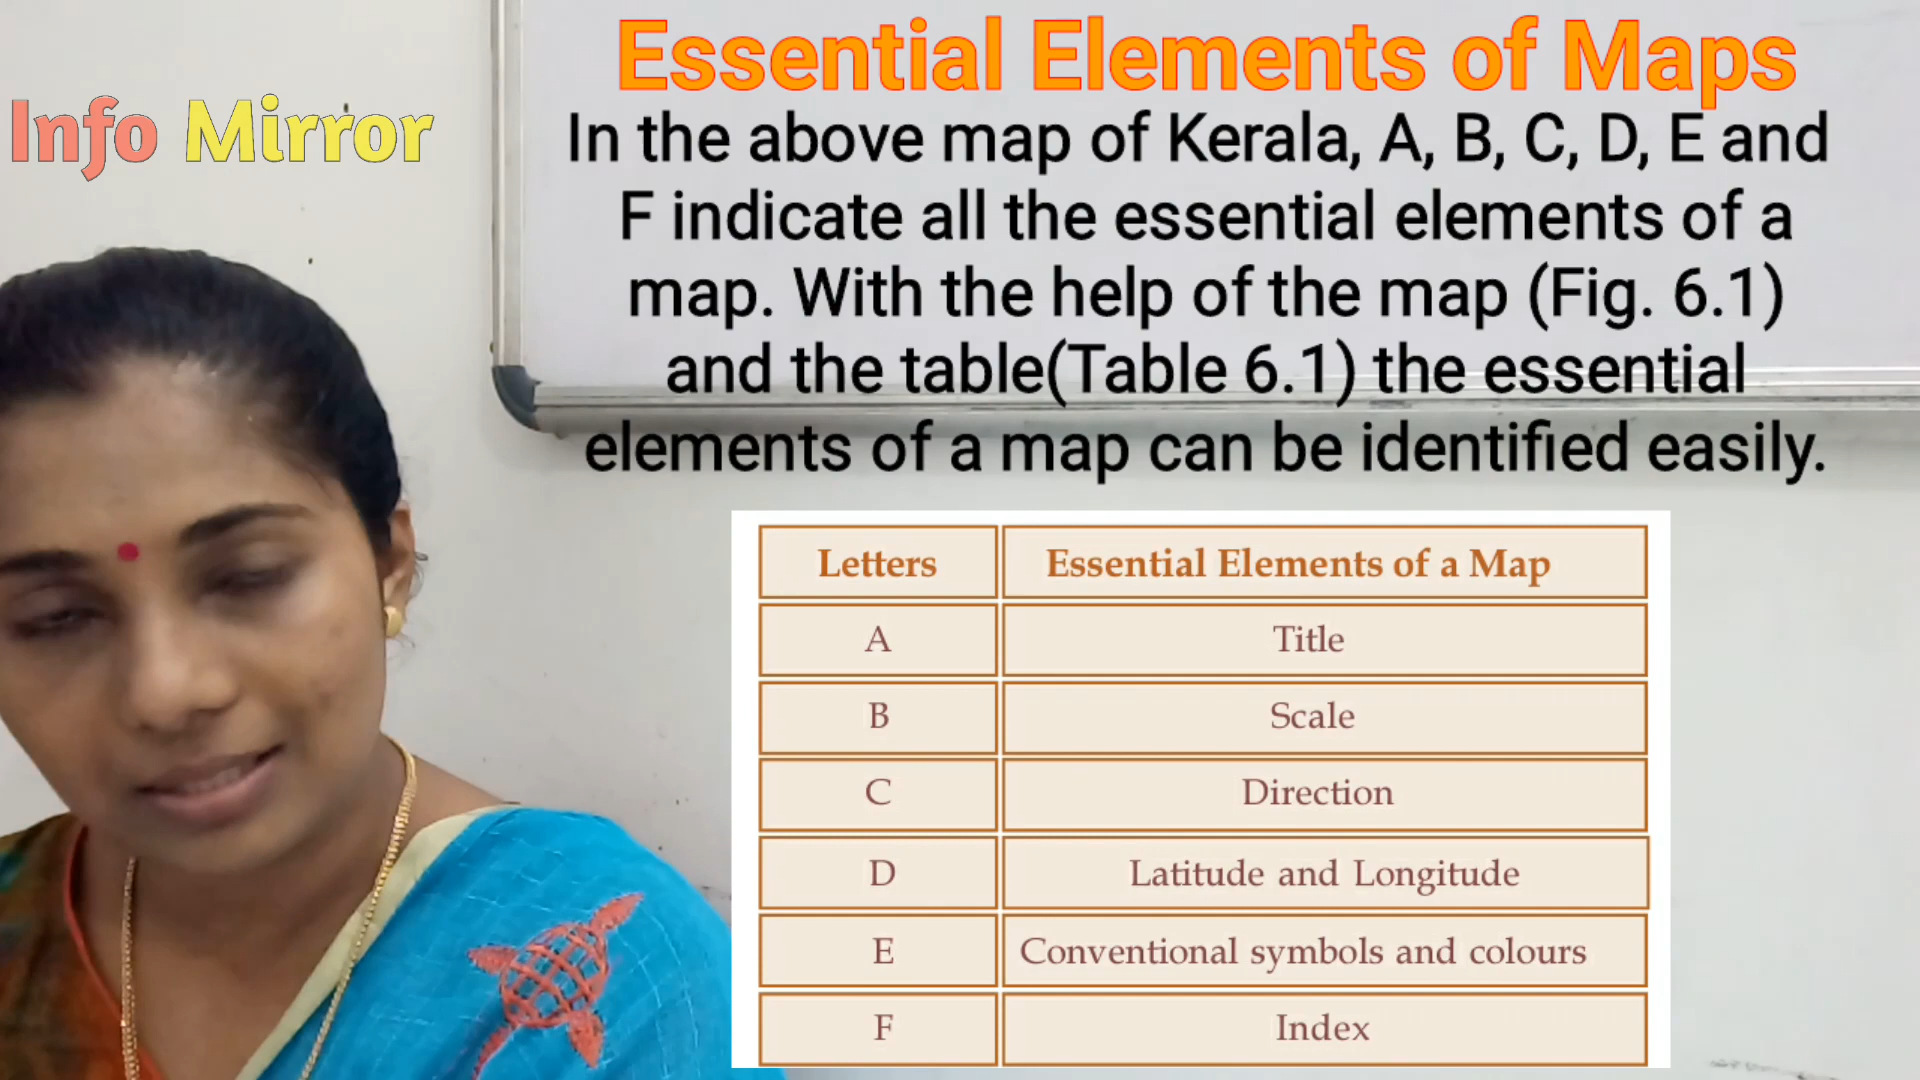 Essential Elements of Maps
Info Mirror
In the above map of Kerala, A, B, C, D, E and
F indicate all the essential elements of a
map. With the help of the map (Fig. 6.1)
and the table(Table 6.1) the essential
elements of a map can be identified easily.
Letters Essential Elements of a Map
A Title
B Scale
C Direction
D Latitude and Longitude
E Conventional symbols and colours
F Index